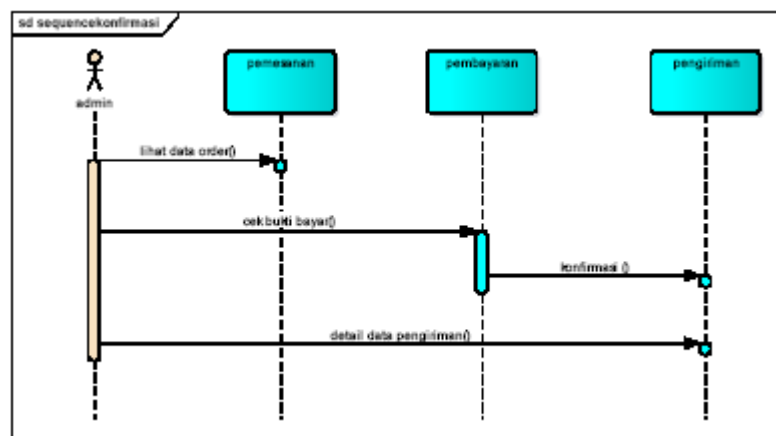 sd sequencekonfirmasi
pemesanan
pembayaran
pengiriman
admin
lihat data order()
cek bukti bayar()
konfirmasi ()
detail data pengiriman()